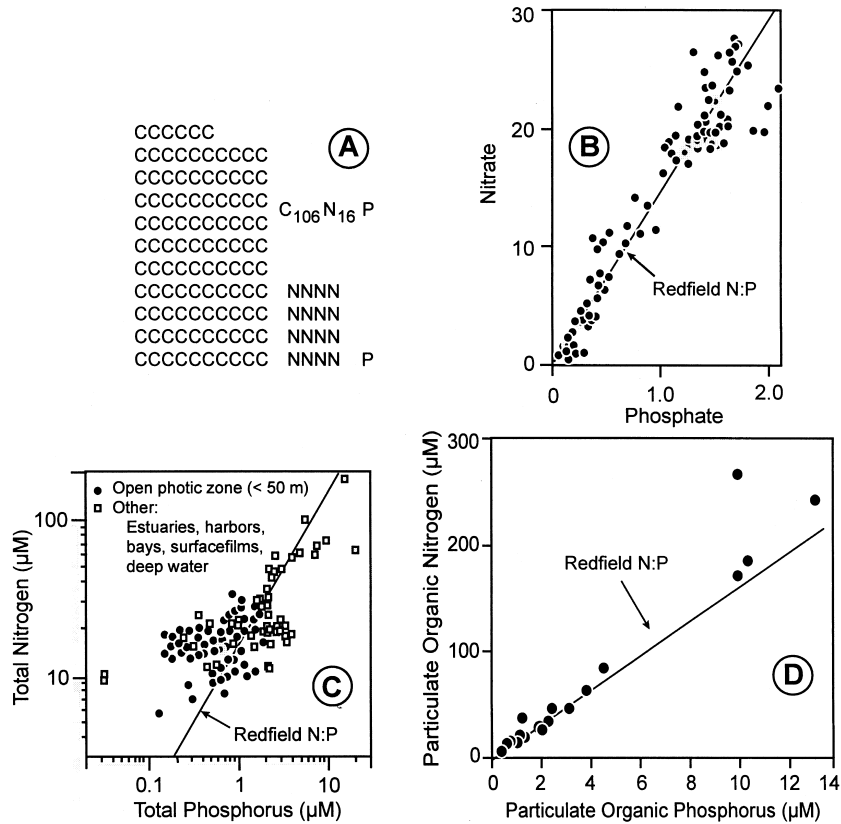 CCCCCC
CCCCCCCCCC
CCCCCCCCCC
CCCCCCCCCC
CCCCCCCCCC
CCCCCCCCCC
CCCCCCCCCC
CCCCCCCCCC NNNN
CCCCCCCCCC NNNN
CCCCCCCCCC NNNN
CCCCCCCCCC NNNN P
A
C106N16 P
30
20
10
0
Nitrate
B
Redfield N:P
0 1.0 2.0
Phosphate
Total Nitrogen (µM)
100
10
Open photic zone (< 50 m)
Other:
Estuaries, harbors,
bays, surfacefilms,
deep water
C
Redfield N:P
0.1 1 10
Total Phosphorus (µM)
Particulate Organic Nitrogen (µM)
300
200
100
0
Redfield N:P
D
0 2 4 6 8 10 12 14
Particulate Organic Phosphorus (µM)